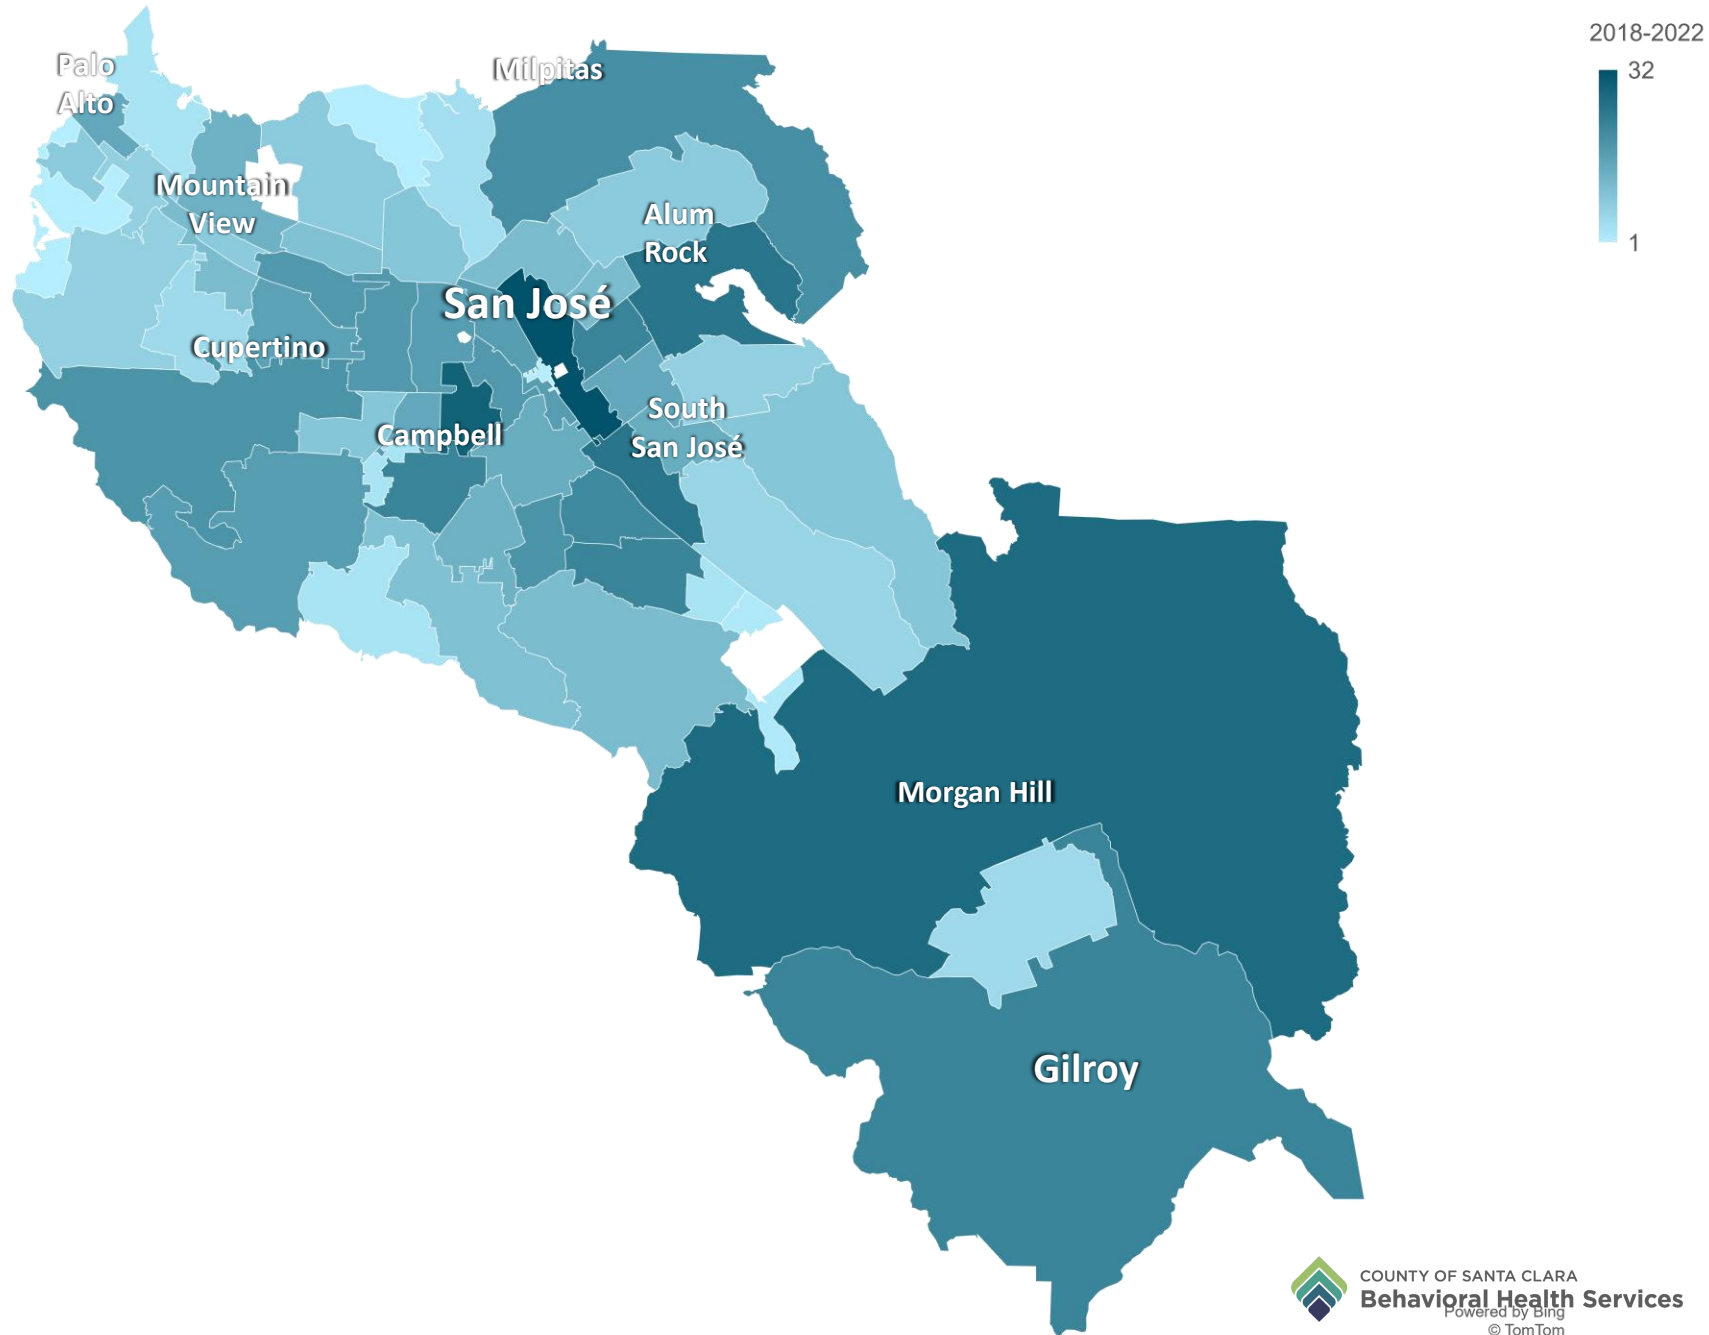 2018-2022
32
1
Palo
Alto
Milpitas
Mountain
View
Alum
Rock
San José
Cupertino
South
San José
Campbell
Morgan Hill
Gilroy
COUNTY OF SANTA CLARA
Behavioral Health Services
Powered by Bing
© TomTom